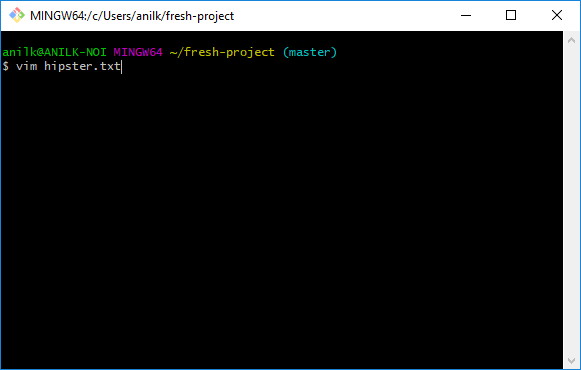 MINGW64:/c/Users/anilk/fresh-project
anilk@ANILK-NOI MINGW64 ~/fresh-project (master)
$ vim hipster.txt